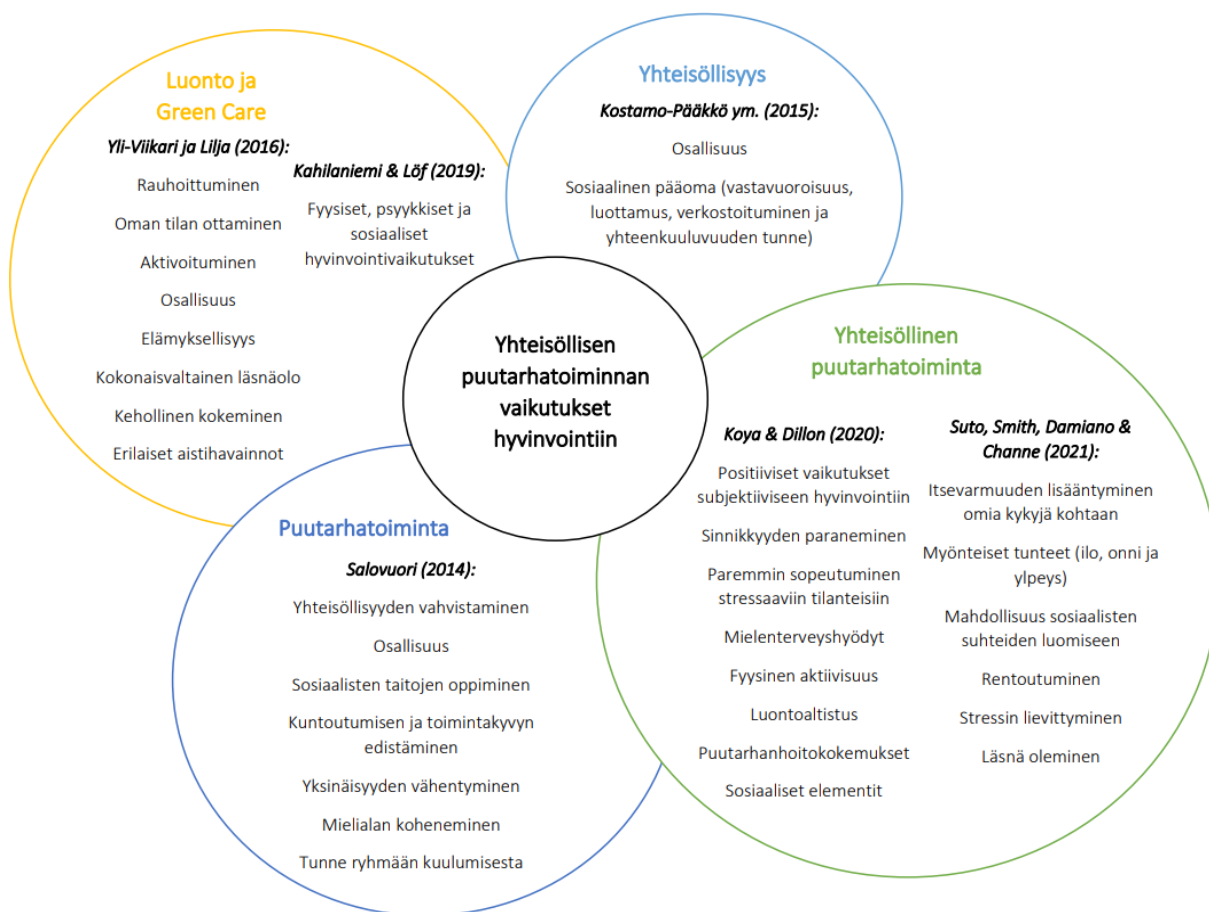 Luonto ja
Green Care
Yli-Viikari ja Lilja (2016):
Rauhoittuminen
Oman tilan ottaminen
Aktivoituminen
Osallisuus
Elämyksellisyys
Kokonaisvaltainen läsnäolo
Kehollinen kokeminen
Erilaiset aistihavainnot
Kahilaniemi & Löf (2019):
Fyysiset, psyykkiset ja
sosiaaliset
hyvinvointivaikutukset
Yhteisöllisyys
Kostamo-Pääkkö ym. (2015):
Osallisuus
Sosiaalinen pääoma (vastavuoroisuus,
luottamus, verkostoituminen ja
yhteenkuuluvuuden tunne)
Yhteisöllisen
puutarhatoiminnan
vaikutukset
hyvinvointiin
Yhteisöllinen
puutarhatoiminta
Koya & Dillon (2020):
Positiiviset vaikutukset
subjektiiviseen hyvinvointiin
Sinnikkyyden paraneminen
Paremmin sopeutuminen
stressaaviin tilanteisiin
Mielenterveyshyödyt
Fyysinen aktiivisuus
Luontoaltistus
Puutarhanhoitokokemukset
Sosiaaliset elementit
Suto, Smith, Damiano &
Channe (2021):
Itsevarmuuden lisääntyminen
omia kykyjä kohtaan
Myönteiset tunteet (ilo, onni ja
ylpeys)
Mahdollisuus sosiaalisten
suhteiden luomiseen
Rentoutuminen
Stressin lievittyminen
Läsnä oleminen
Puutarhatoiminta
Salovuori (2014):
Yhteisöllisyyden vahvistaminen
Osallisuus
Sosiaalisten taitojen oppiminen
Kuntoutumisen ja toimintakyvyn
edistäminen
Yksinäisyyden vähentyminen
Mielialan koheneminen
Tunne ryhmään kuulumisesta